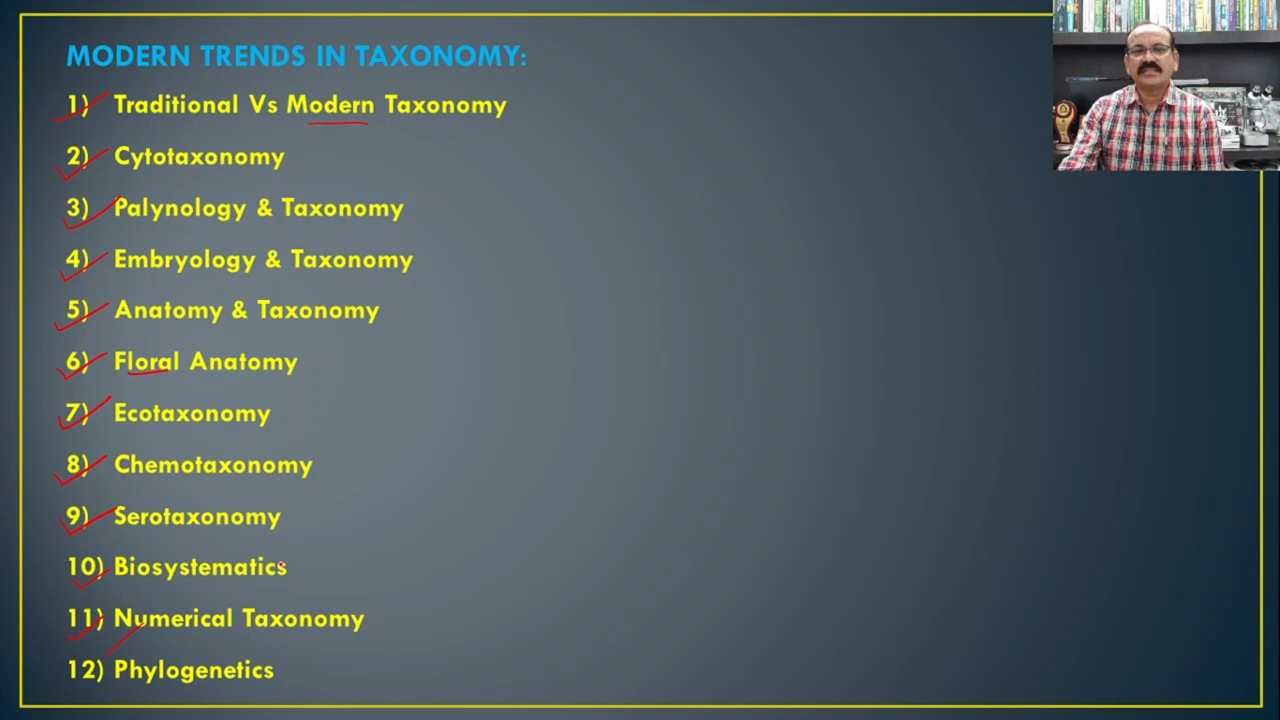 MODERN TRENDS IN TAXONOMY:
1) Traditional Vs Modern Taxonomy
2) Cytotaxonomy
3) Palynology & Taxonomy
4) Embryology & Taxonomy
5) Anatomy & Taxonomy
6) Floral Anatomy
7) Ecotaxonomy
8) Chemotaxonomy
9) Serotaxonomy
10) Biosystematics
11) Numerical Taxonomy
12) Phylogenetics